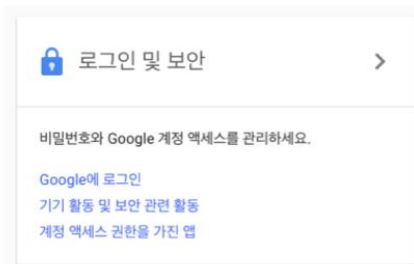 로그인 및 보안
비밀번호와 Google 계정 액세스를 관리하세요.
Google에 로그인
기기 활동 및 보안 관련 활동
계정 액세스 권한을 가진 앱